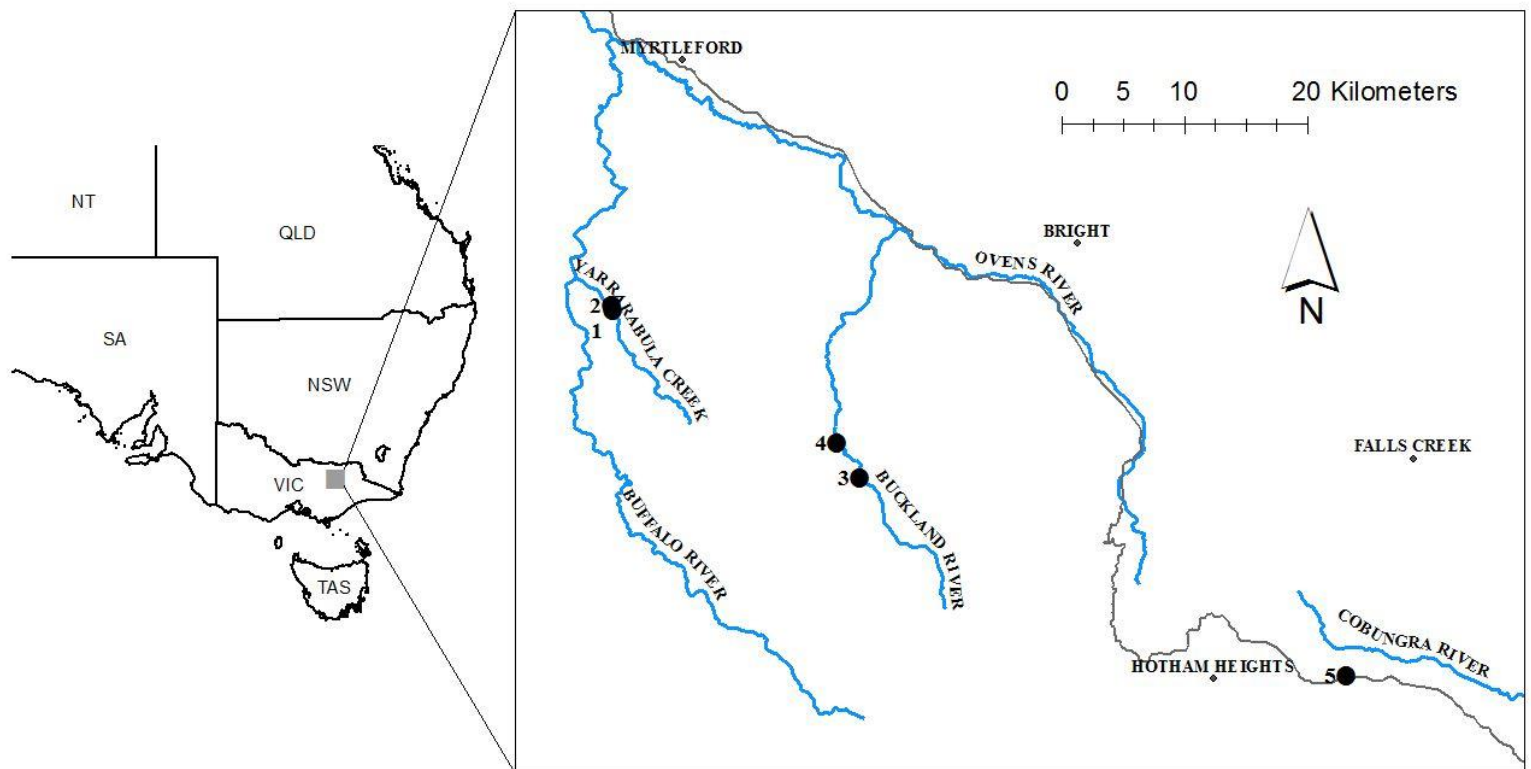 NT
QLD
SA
NSW
VIC
TAS
MYRTLEFORD
0 5 10 20 Kilometers
BRIGHT
OVENS RIVER
N
YARRARABULA CREEK
2
1
FALLS CREEK
4
3
BUCKLAND RIVER
BUFFALO RIVER
COBUNGRA RIVER
HOTHAM HEIGHTS
5